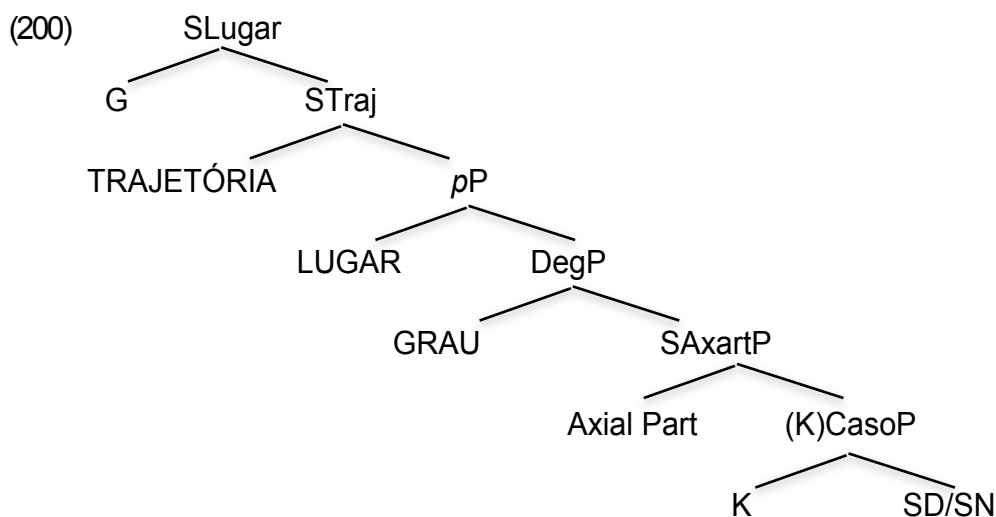 (200) SLugar
G STraj
TRAJETÓRIA pP
LUGAR DegP
GRAU SAxartP
Axial Part (K)CasoP
K SD/SN